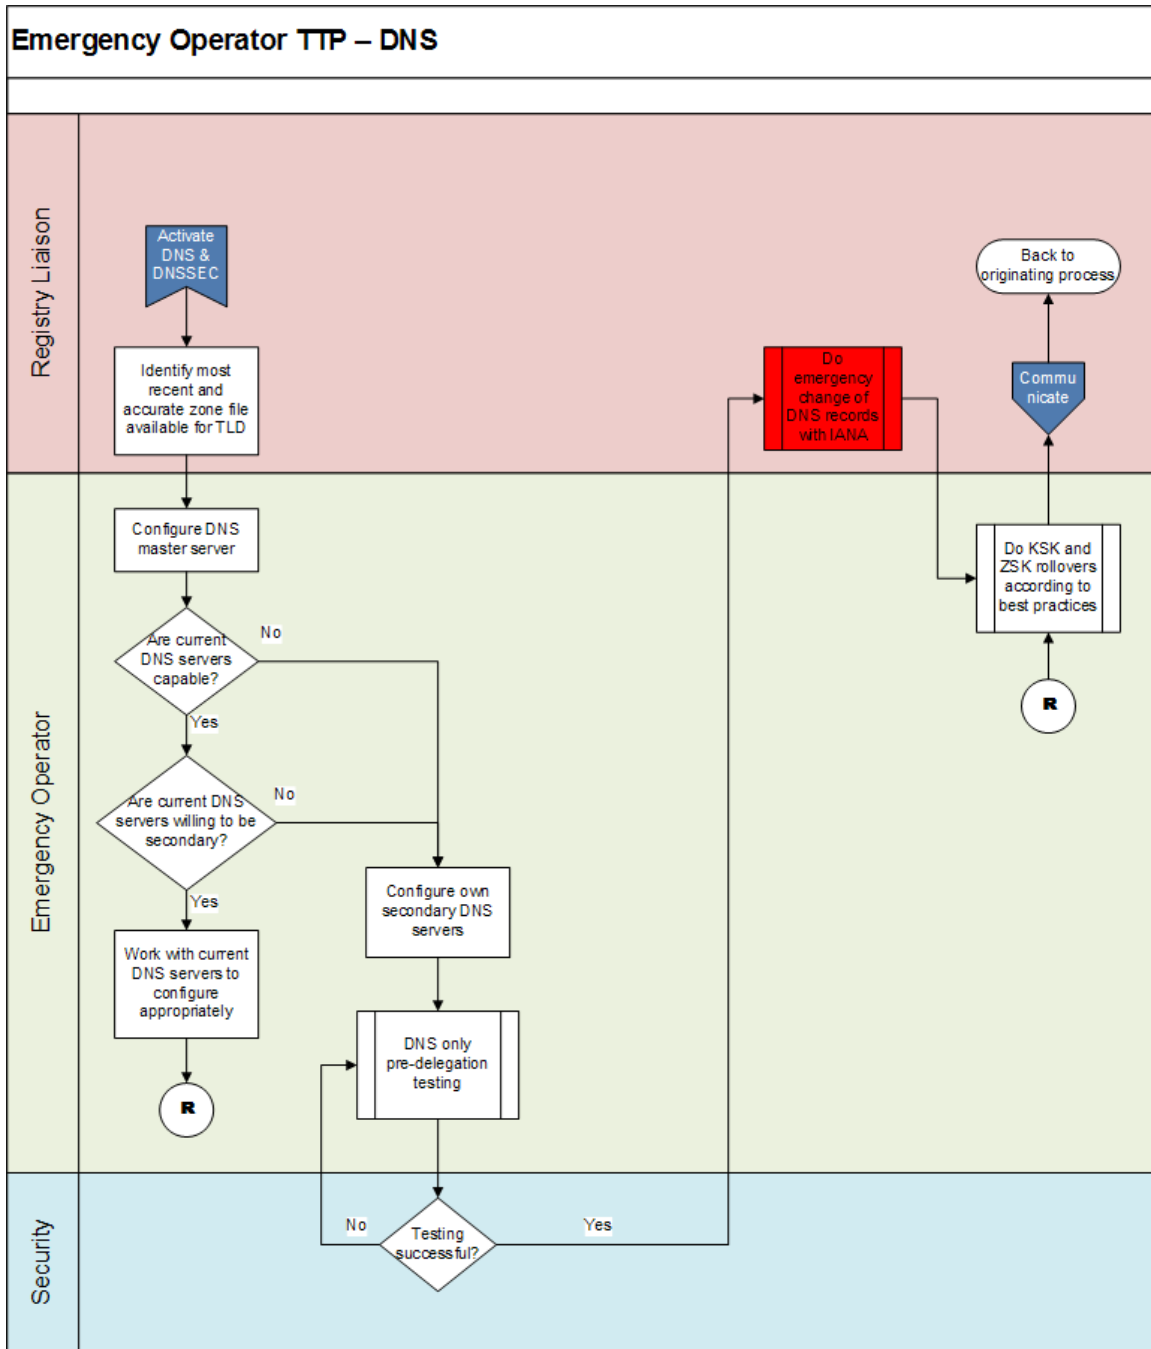 Emergency Operator TTP – DNS
Registry Liaison
Activate
DNS &
DNSSEC
Identify most
recent and
accurate zone file
available for TLD
Do
emergency
change of
DNS records
with IANA
Back to
originating process
Commu
nicate
Emergency Operator
Configure DNS
master server
Are current
DNS servers
capable?
No
Yes
Are current DNS
servers willing to be
secondary?
No
Yes
Work with current
DNS servers to
configure
appropriately
R
Configure own
secondary DNS
servers
DNS only
pre-delegation
testing
Do KSK and
ZSK rollovers
according to
best practices
R
Security
Testing
successful?
No
Yes